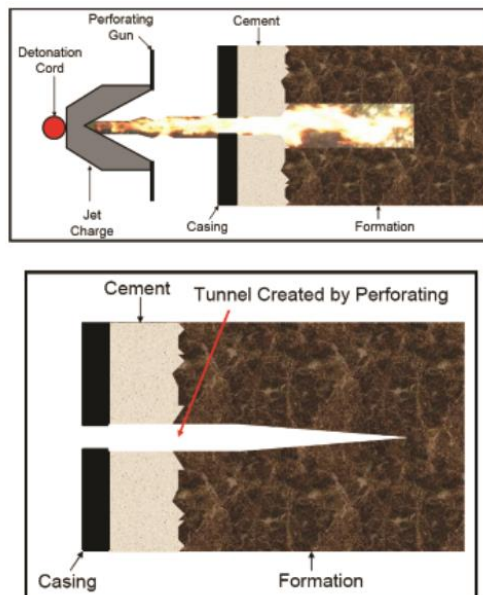 Perforating
Gun
Cement
Detonation
Cord
Jet
Charge
Casing
Formation
Cement
Tunnel Created by Perforating
Casing
Formation